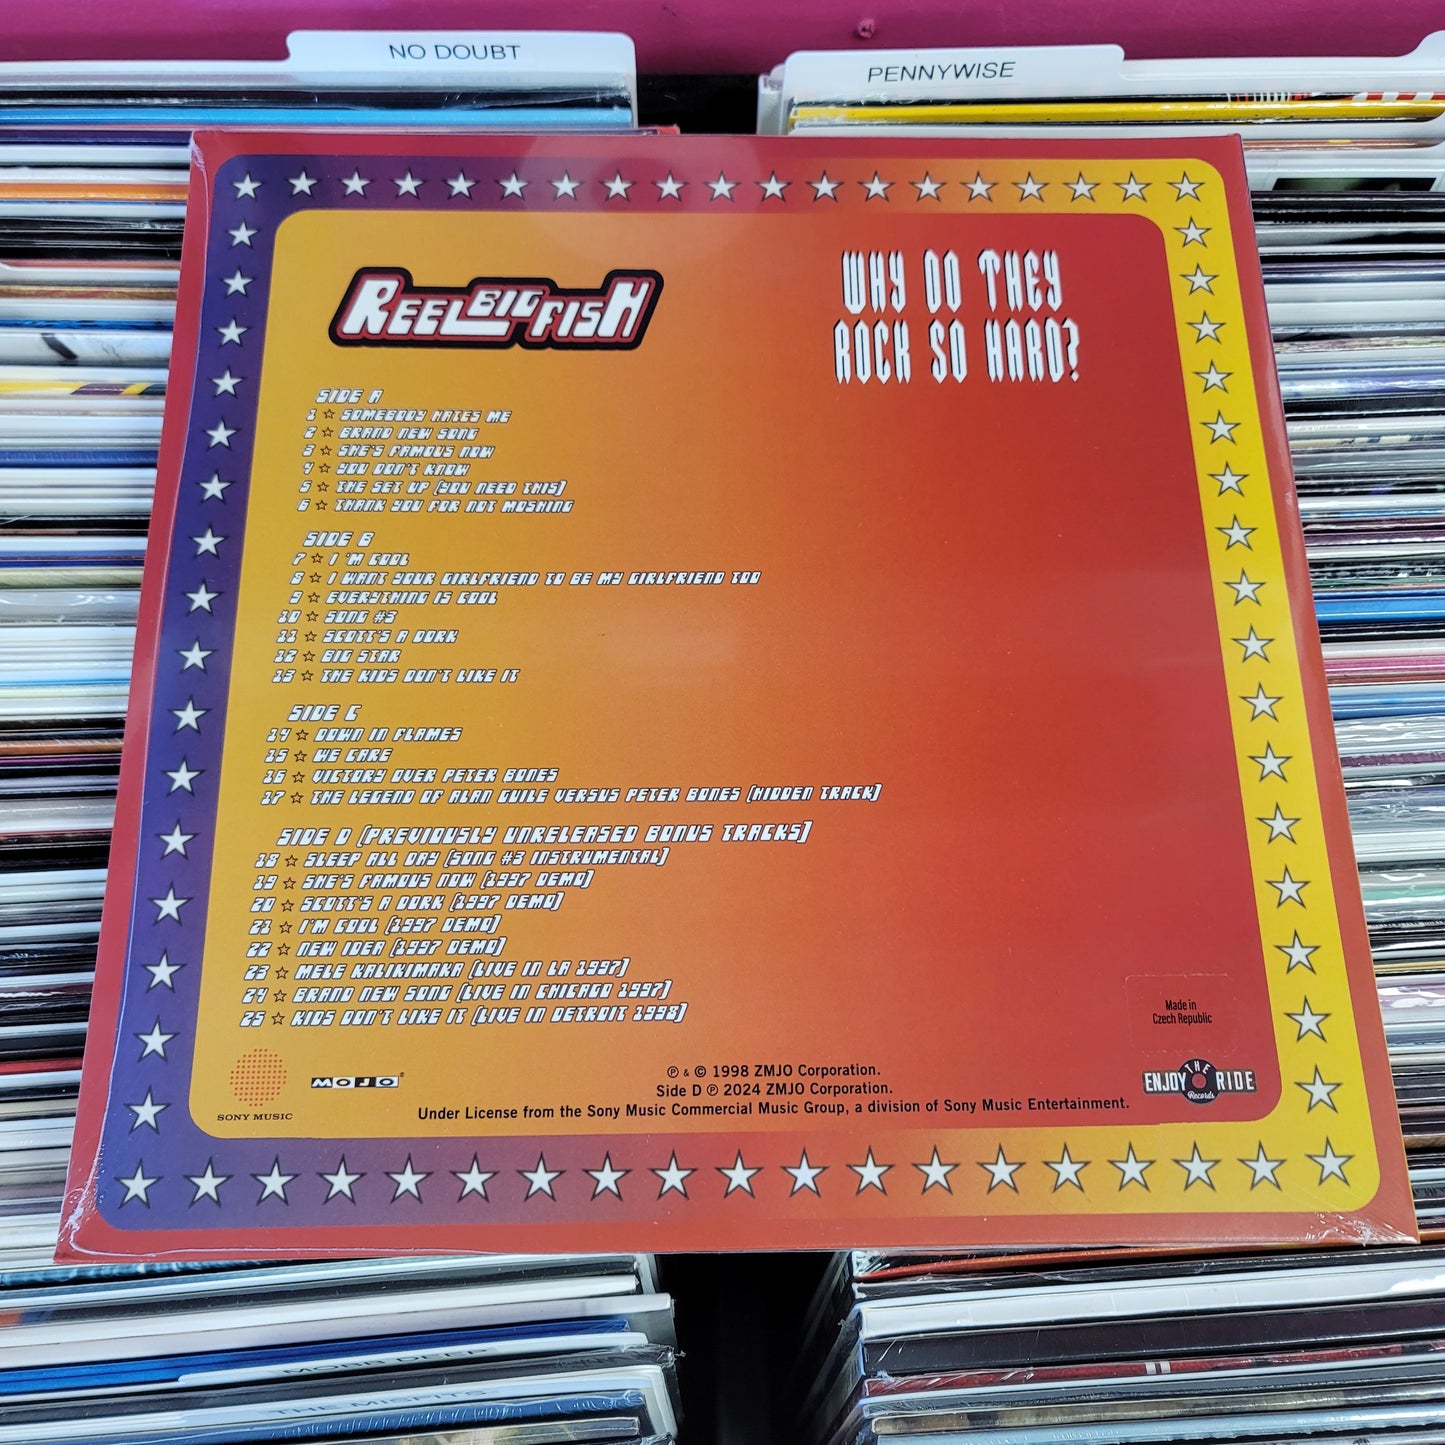 NO DOUBT
PENNYWISE
REEL BIG FISH
WHY DO THEY
ROCK SO HARD?
SIDE A
1 ☆ SOMEBODY HATES ME
2 ☆ BRAND NEW SONG
3 ☆ SHE'S FAMOUS NOW
4 ☆ YOU DON'T KNOW
5 ☆ THE SET UP (YOU NEED THIS)
6 ☆ THANK YOU FOR NOT MOSHING
SIDE B
7 ☆ I 'M COOL
8 ☆ I WANT YOUR GIRLFRIEND TO BE MY GIRLFRIEND TOO
9 ☆ EVERYTHING IS COOL
10 ☆ SONG #3
11 ☆ SCOTT'S A DORK
12 ☆ BIG STAR
13 ☆ THE KIDS DON'T LIKE IT
SIDE C
14 ☆ DOWN IN FLAMES
15 ☆ WE CARE
16 ☆ VICTORY OVER PETER BONES
17 ☆ THE LEGEND OF ALAN GUILE VERSUS PETER BONES (HIDDEN TRACK)
SIDE D (PREVIOUSLY UNRELEASED BONUS TRACKS)
18 ☆ SLEEP ALL DAY (SONG #3 INSTRUMENTAL)
19 ☆ SHE'S FAMOUS NOW (1997 DEMO)
20 ☆ SCOTT'S A DORK (1997 DEMO)
21 ☆ I'M COOL (1997 DEMO)
22 ☆ NEW IDEA (1997 DEMO)
23 ☆ MELE KALIKIMAKA (LIVE IN LA 1997)
24 ☆ BRAND NEW SONG (LIVE IN CHICAGO 1997)
25 ☆ KIDS DON'T LIKE IT (LIVE IN DETROIT 1998)
Made in
Czech Republic
SONY MUSIC
MOJO®
℗ & © 1998 ZMJO Corporation.
Side D ℗ 2024 ZMJO Corporation.
Under License from the Sony Music Commercial Music Group, a division of Sony Music Entertainment.
ENJOY THE RIDE
Records
MOBB DEEP
THE MISFITS